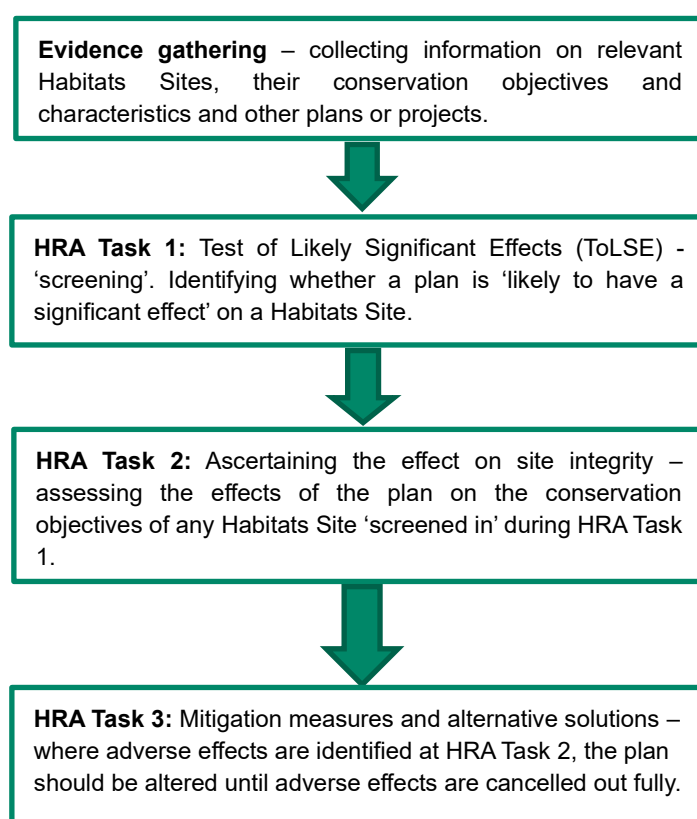 Evidence gathering – collecting information on relevant
Habitats Sites, their conservation objectives and
characteristics and other plans or projects.
HRA Task 1: Test of Likely Significant Effects (ToLSE) -
‘screening’. Identifying whether a plan is ‘likely to have a
significant effect’ on a Habitats Site.
HRA Task 2: Ascertaining the effect on site integrity –
assessing the effects of the plan on the conservation
objectives of any Habitats Site ‘screened in’ during HRA Task
1.
HRA Task 3: Mitigation measures and alternative solutions –
where adverse effects are identified at HRA Task 2, the plan
should be altered until adverse effects are cancelled out fully.